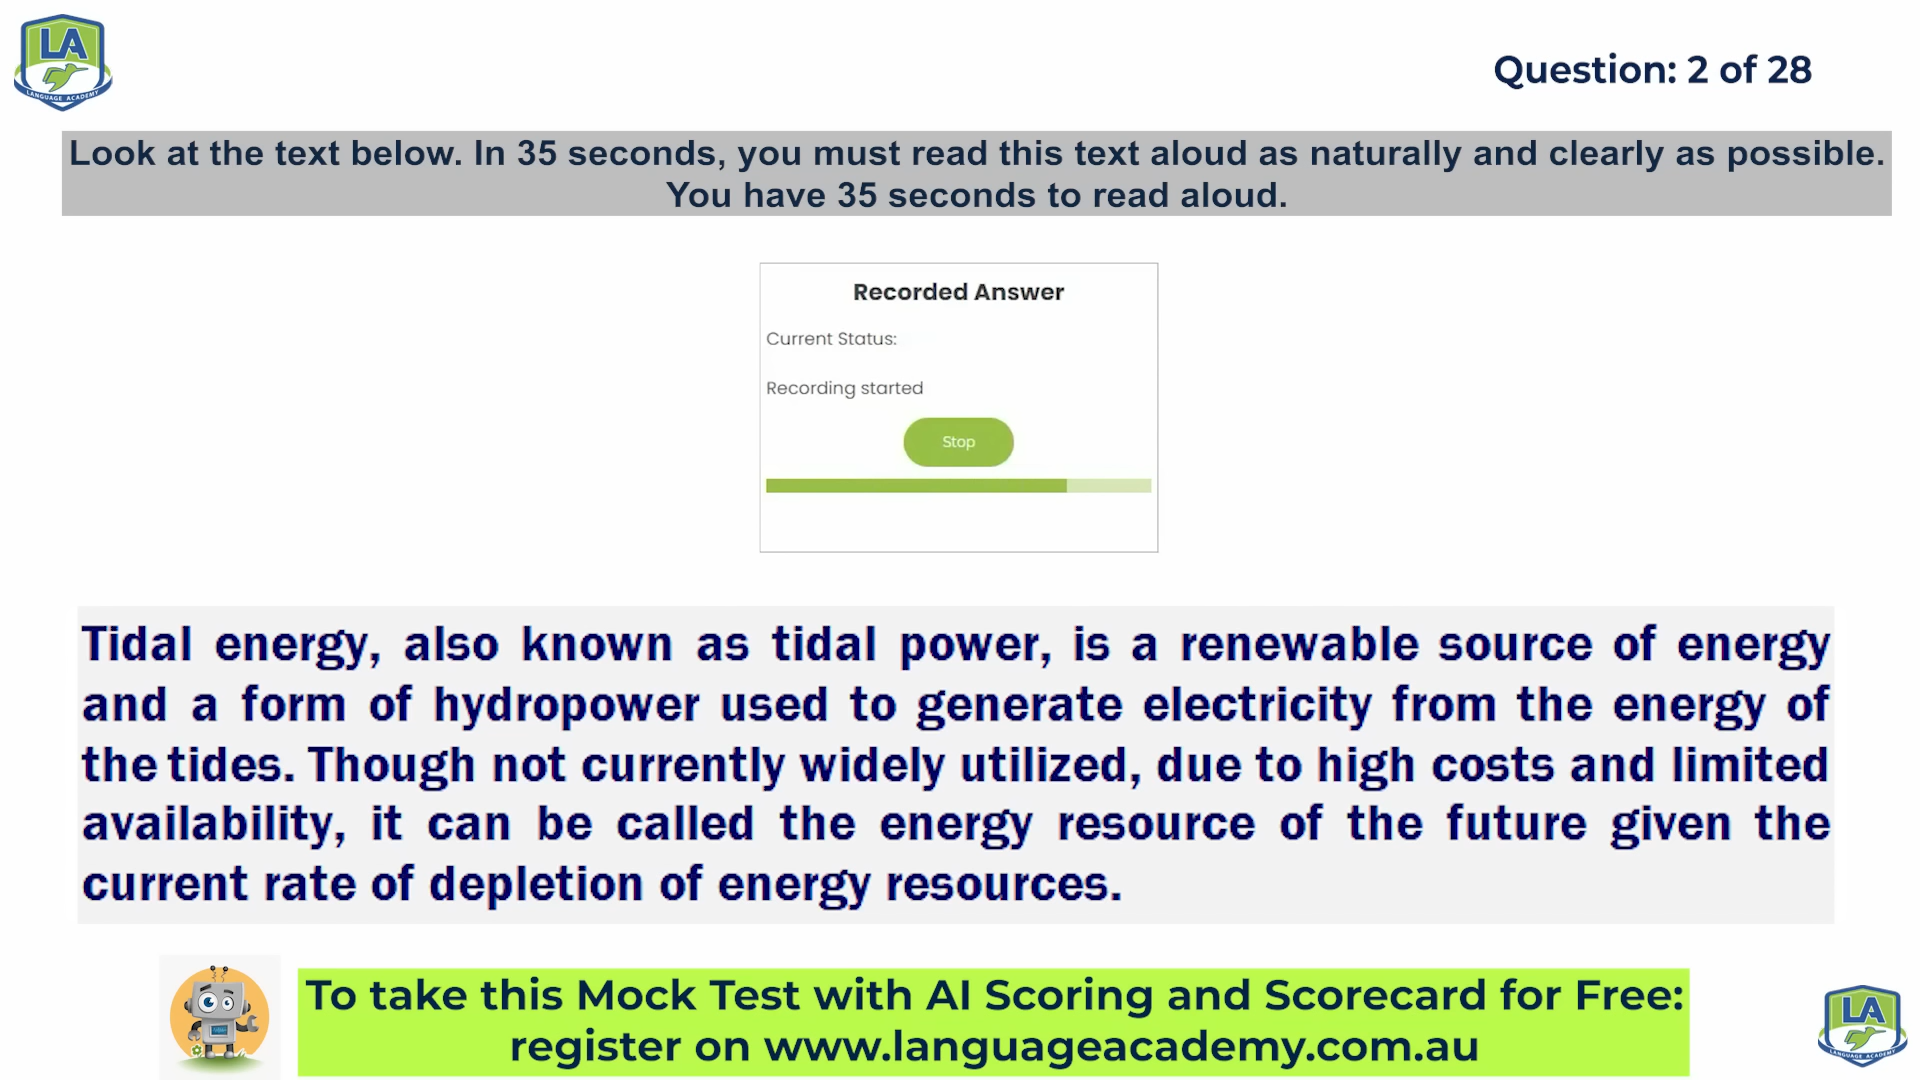 LA
LANGUAGE ACADEMY
Question: 2 of 28
Look at the text below. In 35 seconds, you must read this text aloud as naturally and clearly as possible.
You have 35 seconds to read aloud.
Recorded Answer
Current Status:
Recording started
Stop
Tidal energy, also known as tidal power, is a renewable source of energy
and a form of hydropower used to generate electricity from the energy of
the tides. Though not currently widely utilized, due to high costs and limited
availability, it can be called the energy resource of the future given the
current rate of depletion of energy resources.
To take this Mock Test with AI Scoring and Scorecard for Free:
register on www.languageacademy.com.au
LA
LANGUAGE ACADEMY